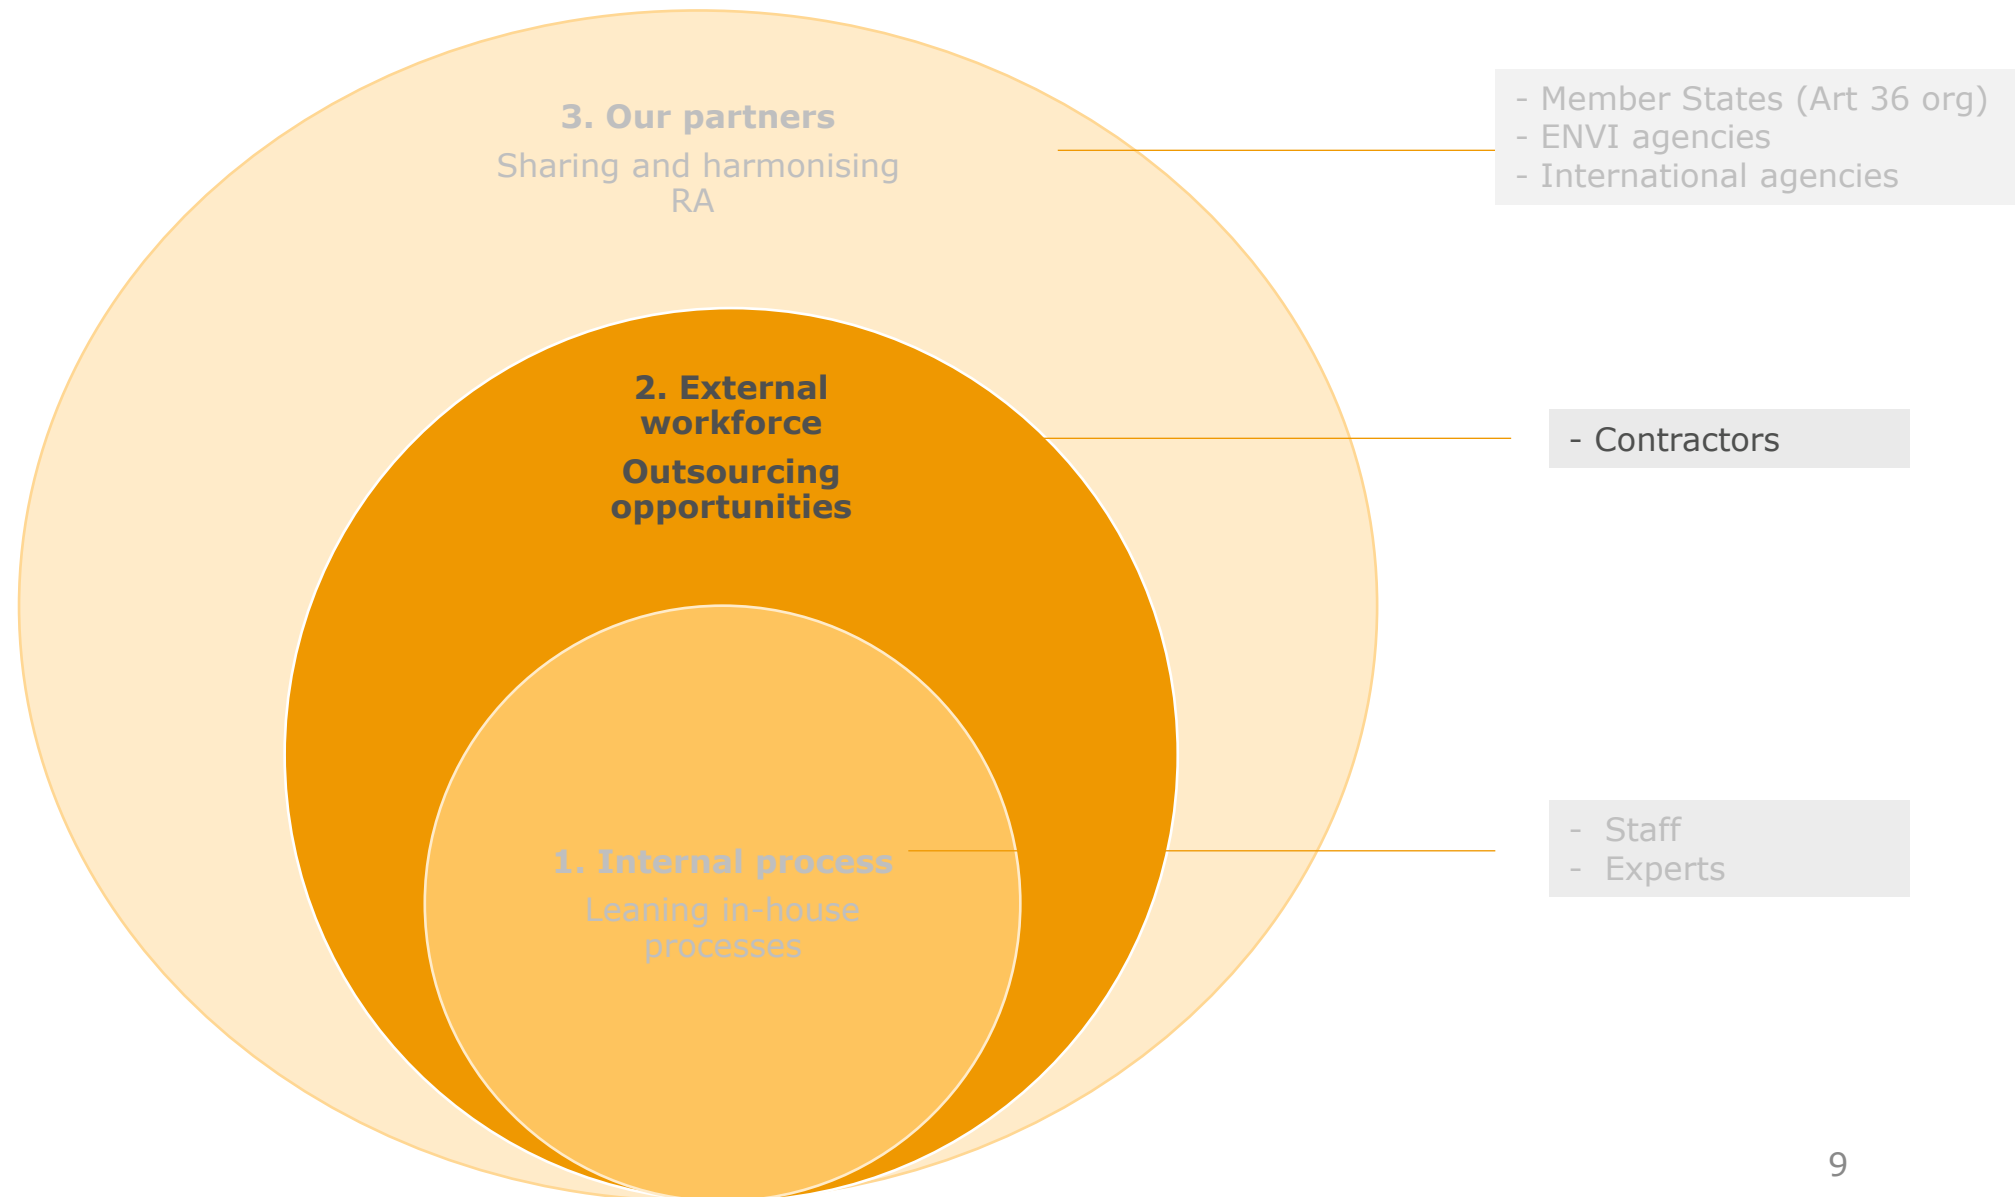 3. Our partners
Sharing and harmonising
RA
- Member States (Art 36 org)
- ENVI agencies
- International agencies
2. External
workforce
Outsourcing
opportunities
- Contractors
1. Internal process
Leaning in-house
processes
- Staff
- Experts
9